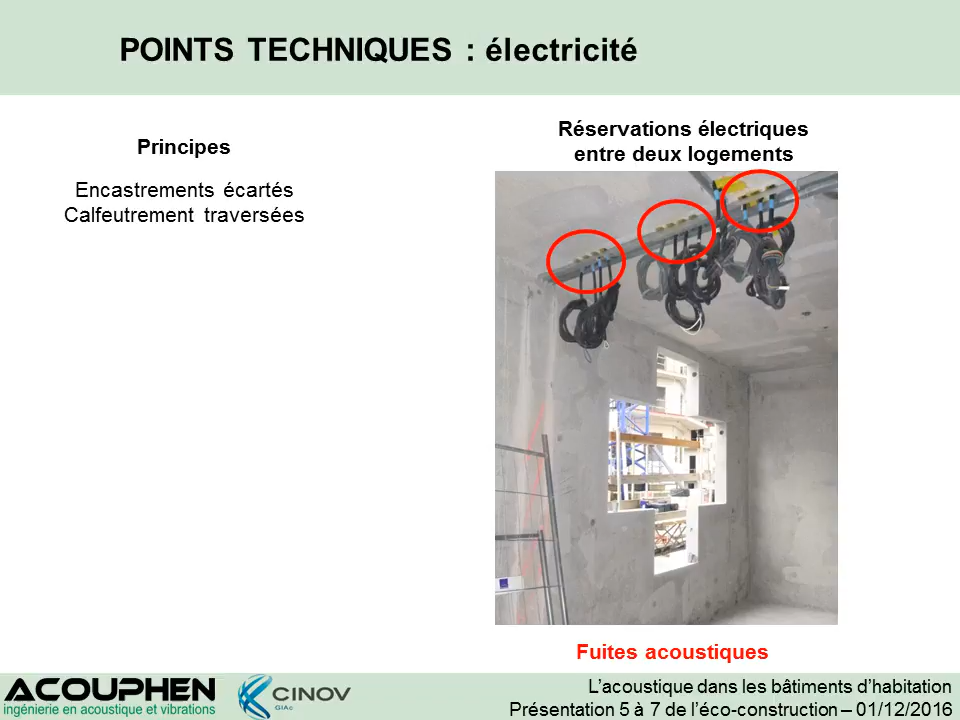 POINTS TECHNIQUES : électricité
Principes
Encastrements écartés
Calfeutrement traversées
Réservations électriques
entre deux logements
Fuites acoustiques
ACOUPHEN
ingénierie en acoustique et vibrations
CINOV
GIAc
L’acoustique dans les bâtiments d’habitation
Présentation 5 à 7 de l’éco-construction – 01/12/2016